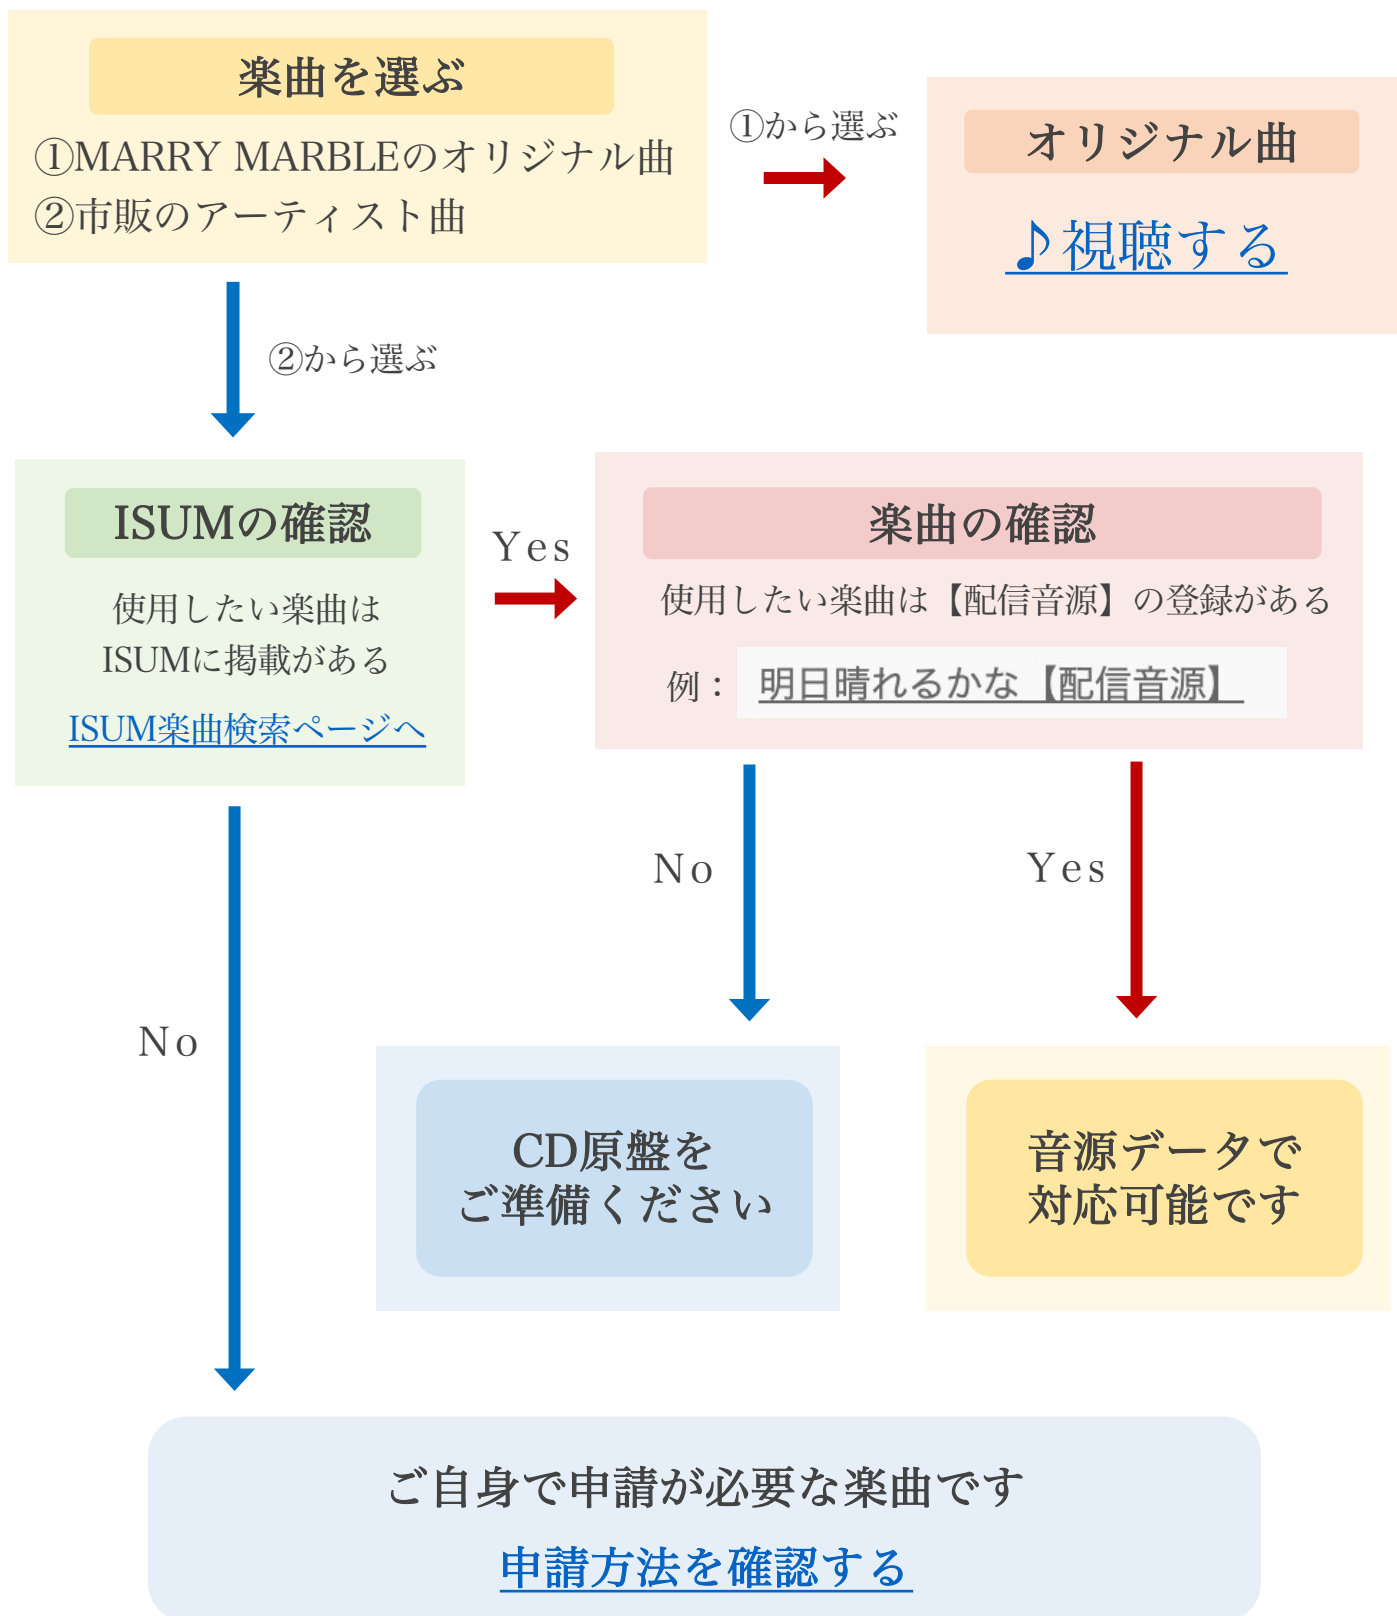 楽曲を選ぶ
①MARRY MARBLEのオリジナル曲
②市販のアーティスト曲
①から選ぶ
オリジナル曲
♪視聴する
②から選ぶ
ISUMの確認
使用したい楽曲は
ISUMに掲載がある
ISUM楽曲検索ページへ
Yes
楽曲の確認
使用したい楽曲は【配信音源】の登録がある
例： 明日晴れるかな【配信音源】
No
Yes
No
CD原盤を
ご準備ください
音源データで
対応可能です
ご自身で申請が必要な楽曲です
申請方法を確認する